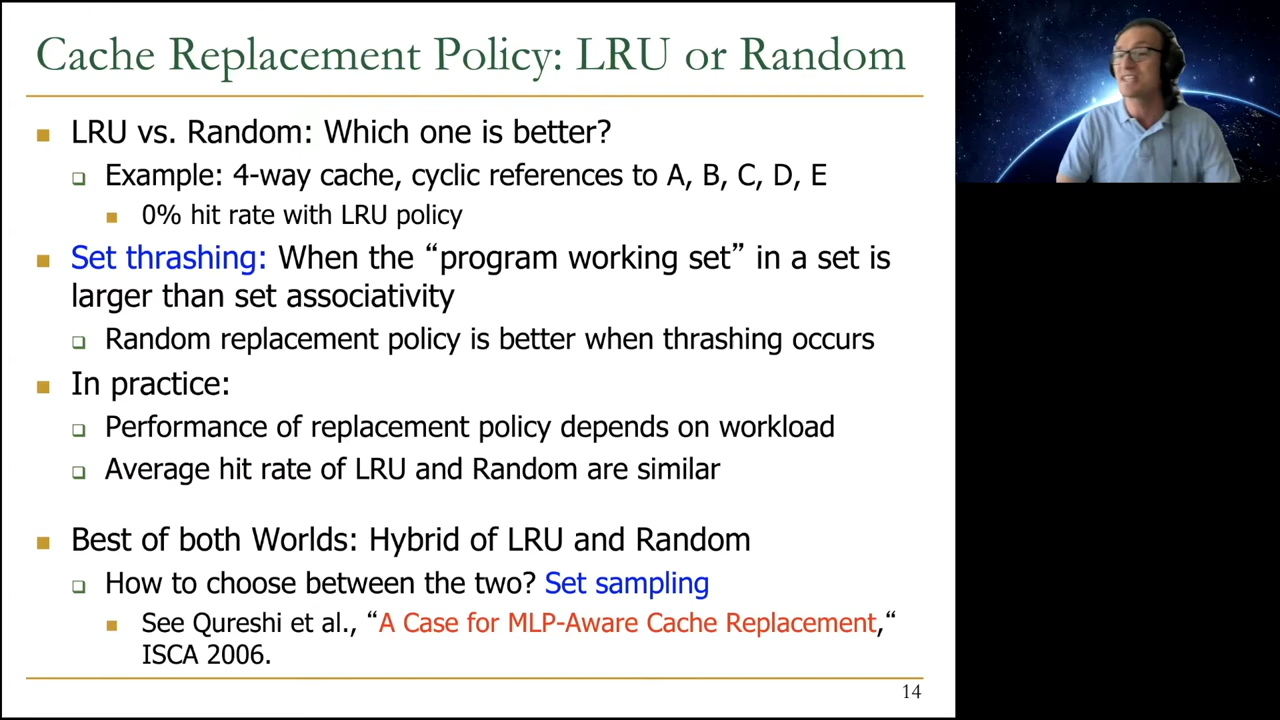 Cache Replacement Policy: LRU or Random
LRU vs. Random: Which one is better?
Example: 4-way cache, cyclic references to A, B, C, D, E
0% hit rate with LRU policy
Set thrashing: When the “program working set” in a set is
larger than set associativity
Random replacement policy is better when thrashing occurs
In practice:
Performance of replacement policy depends on workload
Average hit rate of LRU and Random are similar
Best of both Worlds: Hybrid of LRU and Random
How to choose between the two? Set sampling
See Qureshi et al., “A Case for MLP-Aware Cache Replacement,“
ISCA 2006.
14